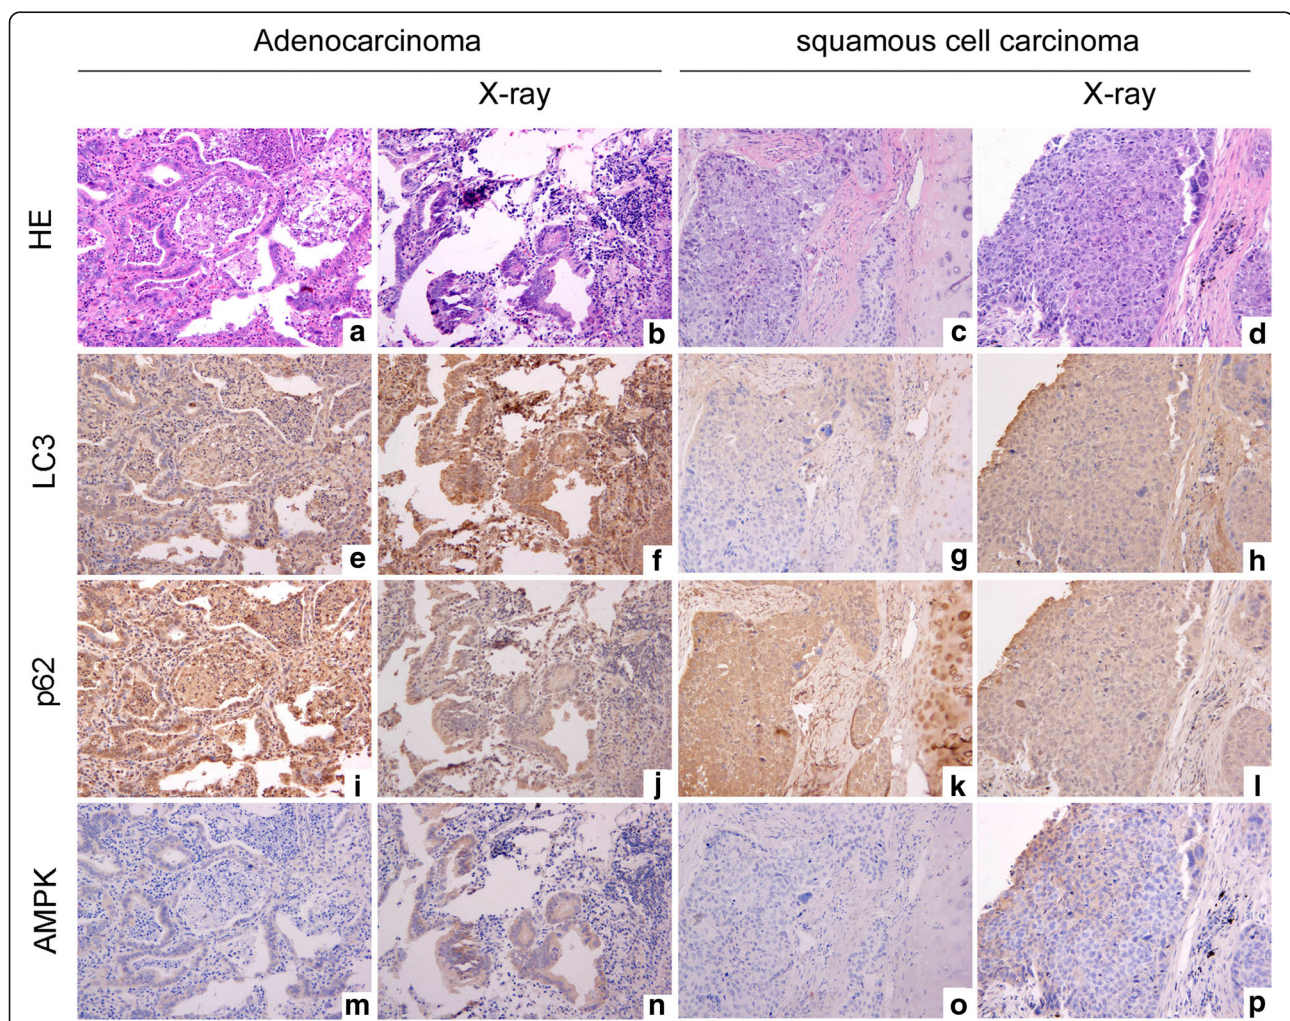 Adenocarcinoma squamous cell carcinoma
X-ray X-ray
HE
a b c d
LC3
e f g h
p62
i j k l
AMPK
m n o p